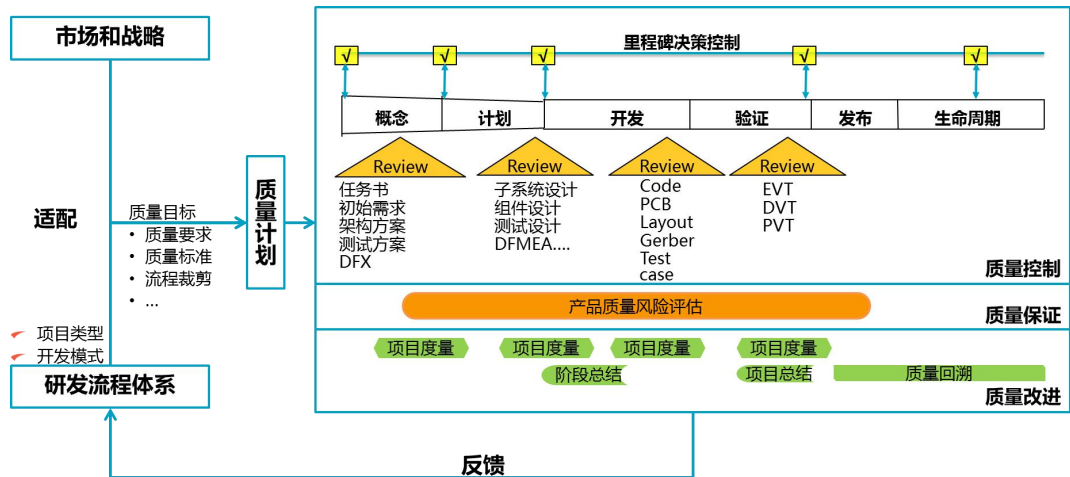 市场和战略
适配
质量目标
• 质量要求
• 质量标准
• 流程裁剪
• ...
项目类型
开发模式
研发流程体系
质量计划
里程碑决策控制
√ √ √ √ √
概念 计划 开发 验证 发布 生命周期
Review Review Review Review
任务书
初始需求
架构方案
测试方案
DFX
子系统设计
组件设计
测试设计
DFMEA....
Code
PCB
Layout
Gerber
Test
case
EVT
DVT
PVT
质量控制
产品质量风险评估
质量保证
项目度量 项目度量 项目度量 项目度量
阶段总结 项目总结 质量回溯
质量改进
反馈